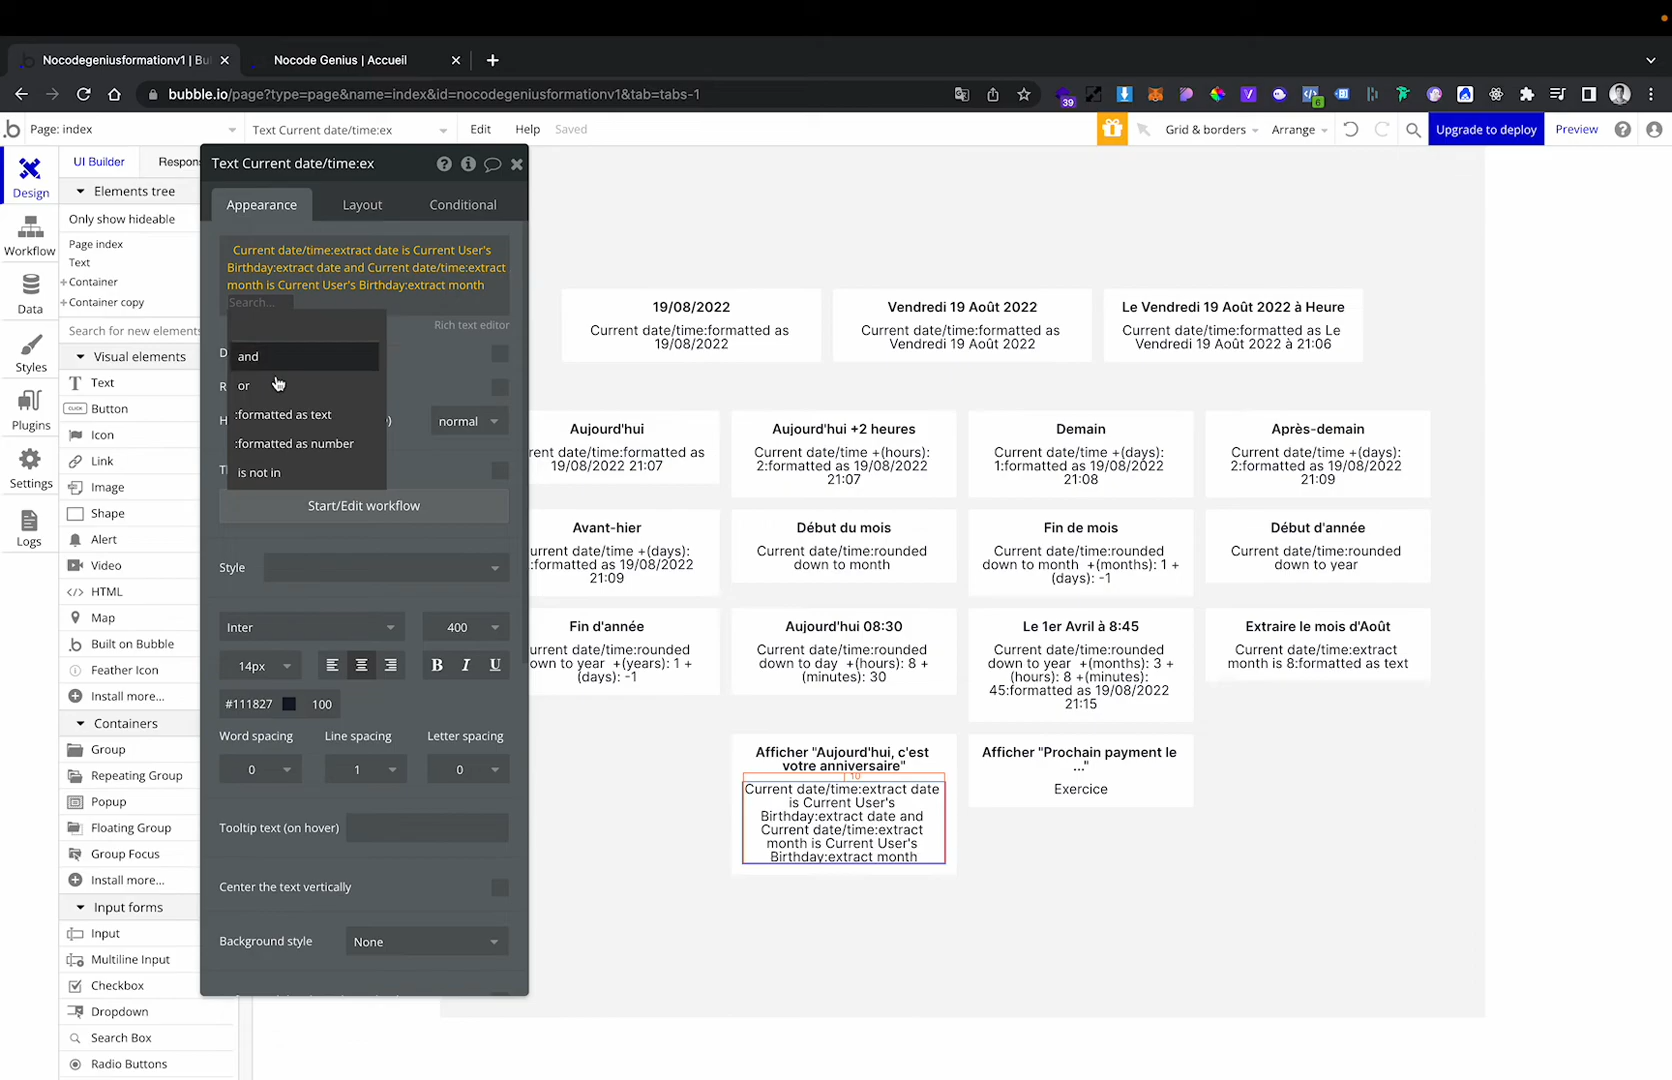 Nocodegeniusformationv1 | Bu
Nocode Genius | Accueil
bubble.io/page?type=page&name=index&id=nocodegeniusformationv1&tab=tabs-1
39
6
Page: index
Text Current date/time:ex
Edit
Help
Saved
Grid & borders
Arrange
Upgrade to deploy
Preview
Design
Workflow
Data
Styles
Plugins
Settings
Logs
UI Builder
Respon
Elements tree
Only show hideable
Page index
Text
Container
Container copy
Search for new elements
Visual elements
Text
CLICK
Button
Icon
Link
Image
Shape
Alert
Video
HTML
Map
Built on Bubble
Feather Icon
Install more...
Containers
Group
Repeating Group
Popup
Floating Group
Group Focus
Install more...
Input forms
Input
Multiline Input
Checkbox
Dropdown
Search Box
Radio Buttons
Text Current date/time:ex
Appearance
Layout
Conditional
Current date/time:extract date is Current User's
Birthday:extract date and Current date/time:extract
month is Current User's Birthday:extract month
Search...
Rich text editor
and
or
:formatted as text
:formatted as number
is not in
normal
Start/Edit workflow
Style
Inter
400
14px
B I U
#111827
100
Word spacing
Line spacing
Letter spacing
0
1
0
Tooltip text (on hover)
Center the text vertically
Background style
None
19/08/2022
Current date/time:formatted as
19/08/2022
Vendredi 19 Août 2022
Current date/time:formatted as
Vendredi 19 Août 2022
Le Vendredi 19 Août 2022 à Heure
Current date/time:formatted as Le
Vendredi 19 Août 2022 à 21:06
Aujourd'hui
rent date/time:formatted as
19/08/2022 21:07
Aujourd'hui +2 heures
Current date/time +(hours):
2:formatted as 19/08/2022
21:07
Demain
Current date/time +(days):
1:formatted as 19/08/2022
21:08
Après-demain
Current date/time +(days):
2:formatted as 19/08/2022
21:09
Avant-hier
urrent date/time +(days):
:formatted as 19/08/2022
21:09
Début du mois
Current date/time:rounded
down to month
Fin de mois
Current date/time:rounded
down to month +(months): 1 +
(days): -1
Début d'année
Current date/time:rounded
down to year
Fin d'année
urrent date/time:rounded
down to year +(years): 1 +
(days): -1
Aujourd'hui 08:30
Current date/time:rounded
down to day +(hours): 8 +
(minutes): 30
Le 1er Avril à 8:45
Current date/time:rounded
down to year +(months): 3 +
(hours): 8 +(minutes):
45:formatted as 19/08/2022
21:15
Extraire le mois d'Août
Current date/time:extract
month is 8:formatted as text
Afficher "Aujourd'hui, c'est
votre anniversaire"
10
Current date/time:extract date
is Current User's
Birthday:extract date and
Current date/time:extract
month is Current User's
Birthday:extract month
Afficher "Prochain payment le
..."
Exercice